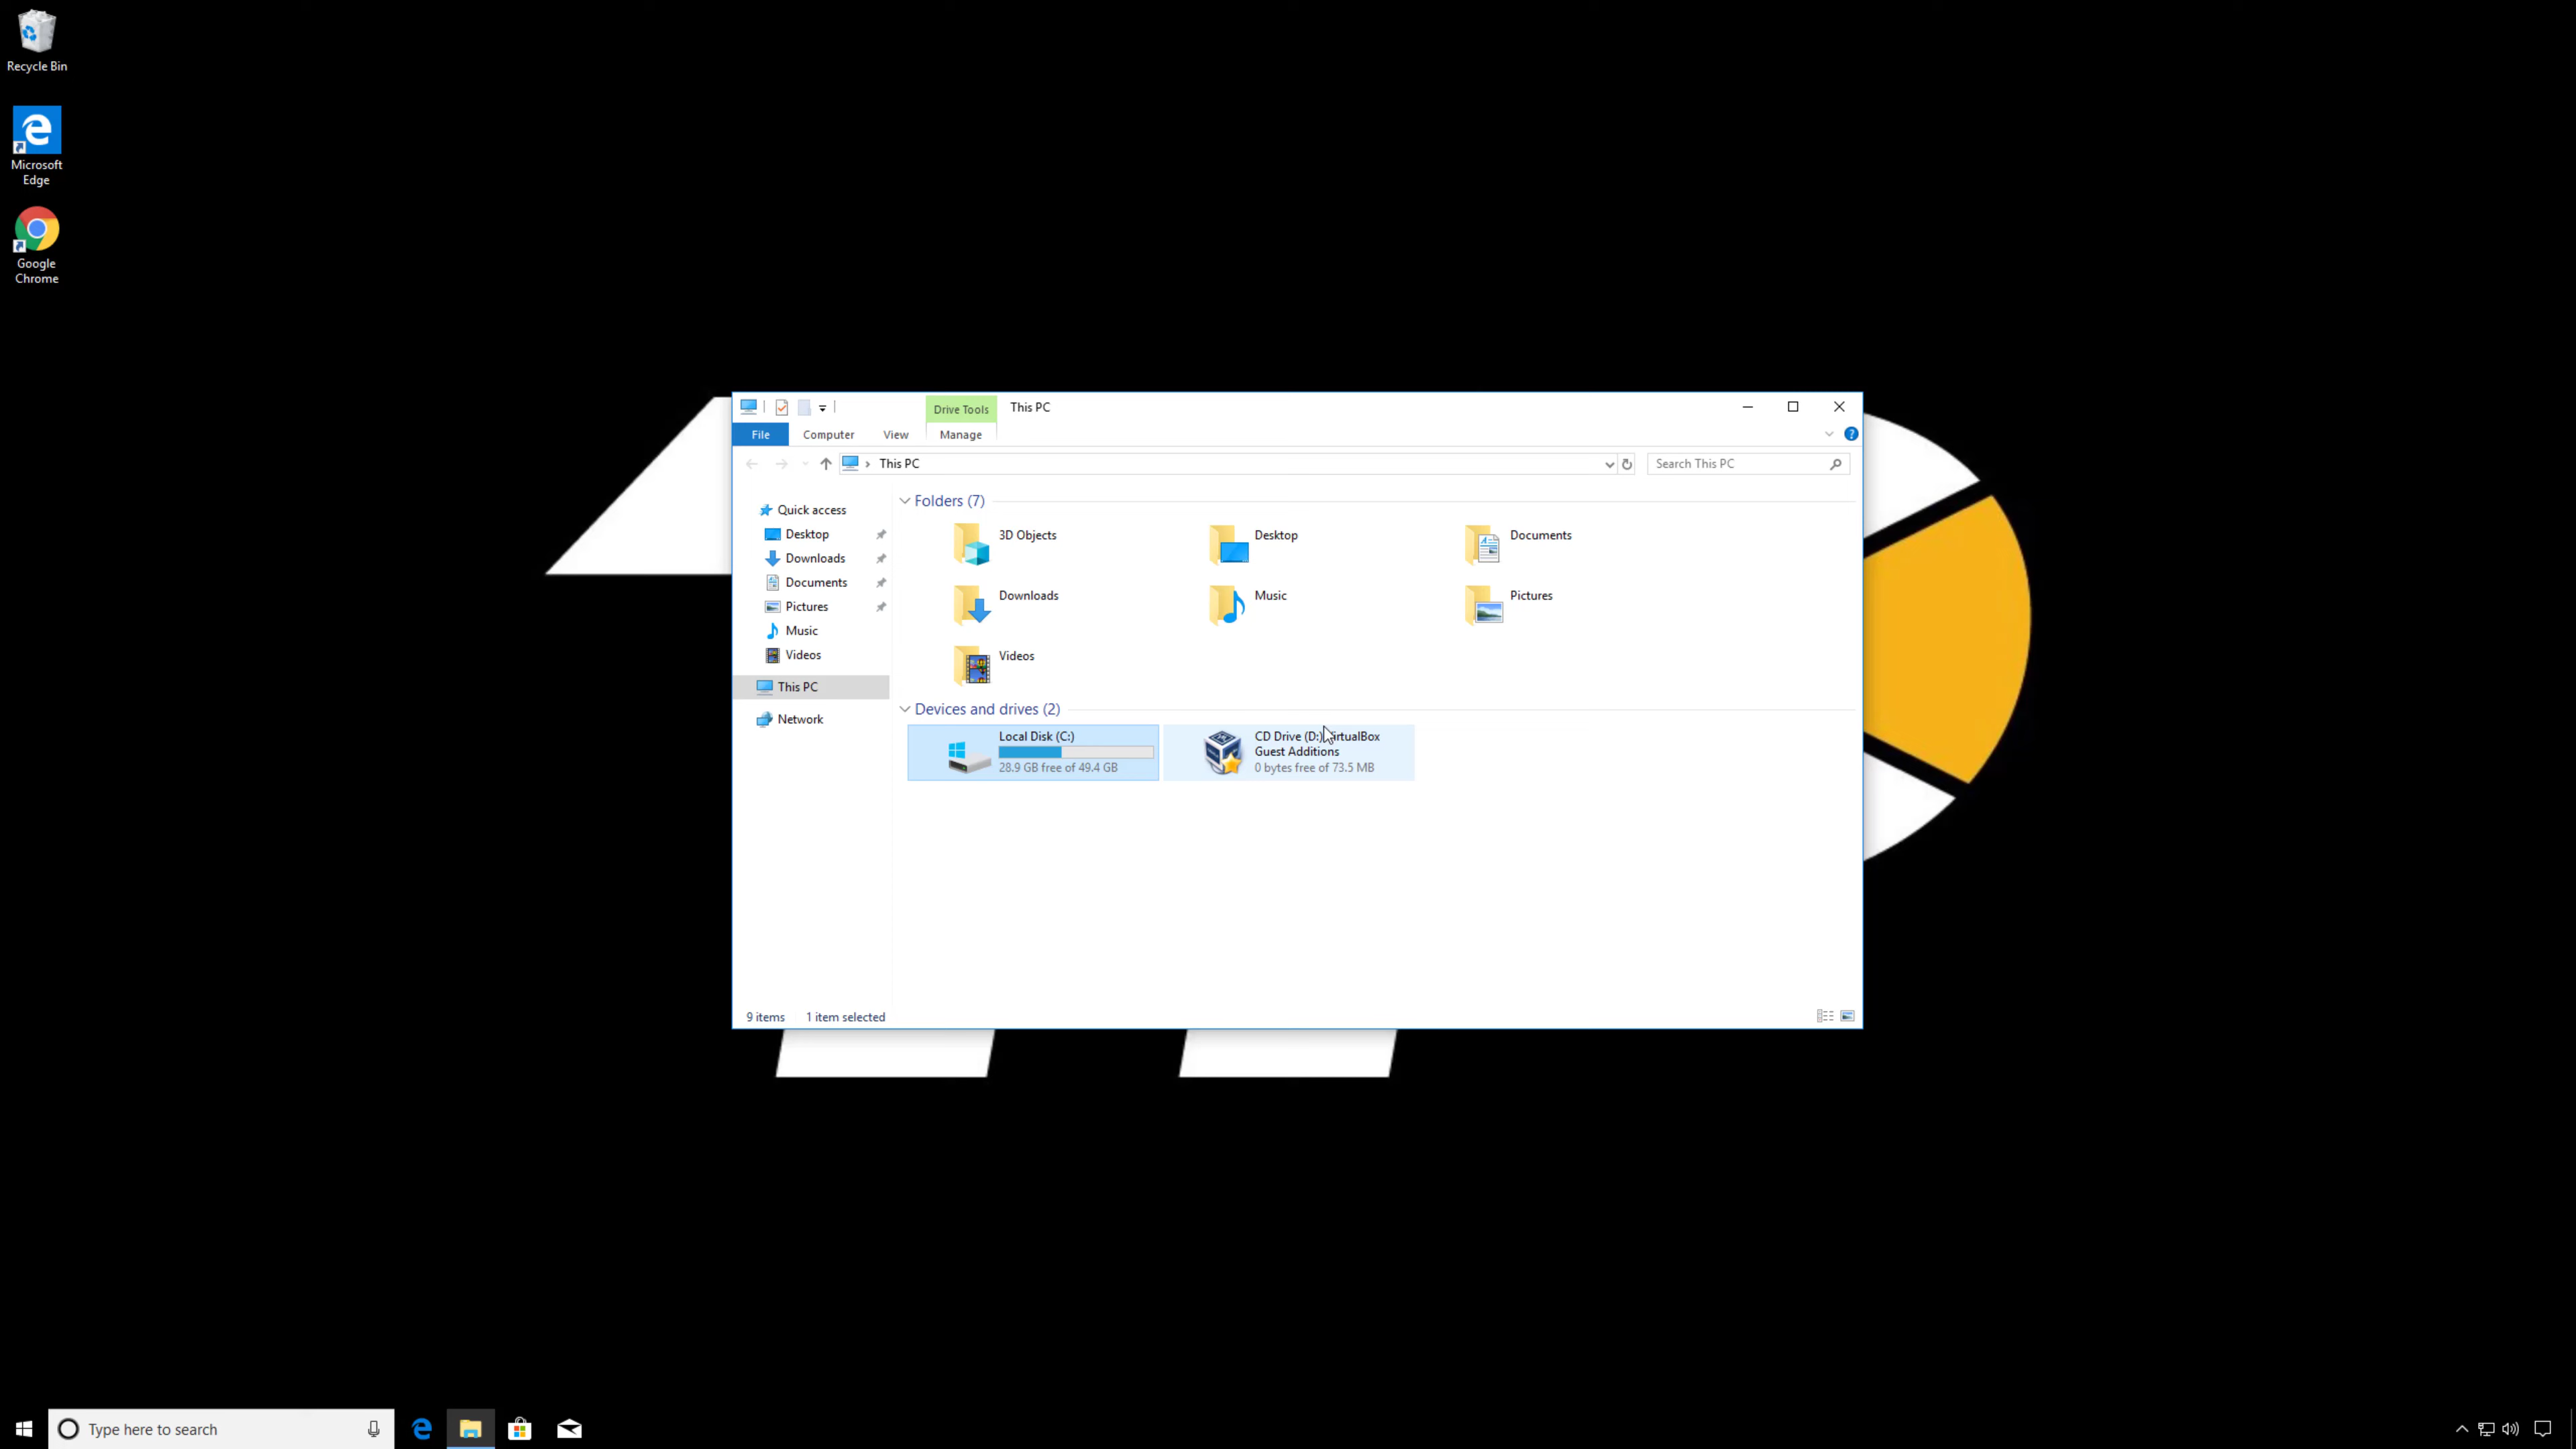 Recycle Bin
Microsoft
Edge
Google
Chrome
Drive Tools
This PC
File
Computer
View
Manage
This PC
Search This PC
Quick access
Desktop
Downloads
Documents
Pictures
Music
Videos
This PC
Network
Folders (7)
3D Objects
Desktop
Documents
Downloads
Music
Pictures
Videos
Devices and drives (2)
Local Disk (C:)
28.9 GB free of 49.4 GB
CD Drive (D:) VirtualBox
Guest Additions
0 bytes free of 73.5 MB
9 items
1 item selected
Type here to search